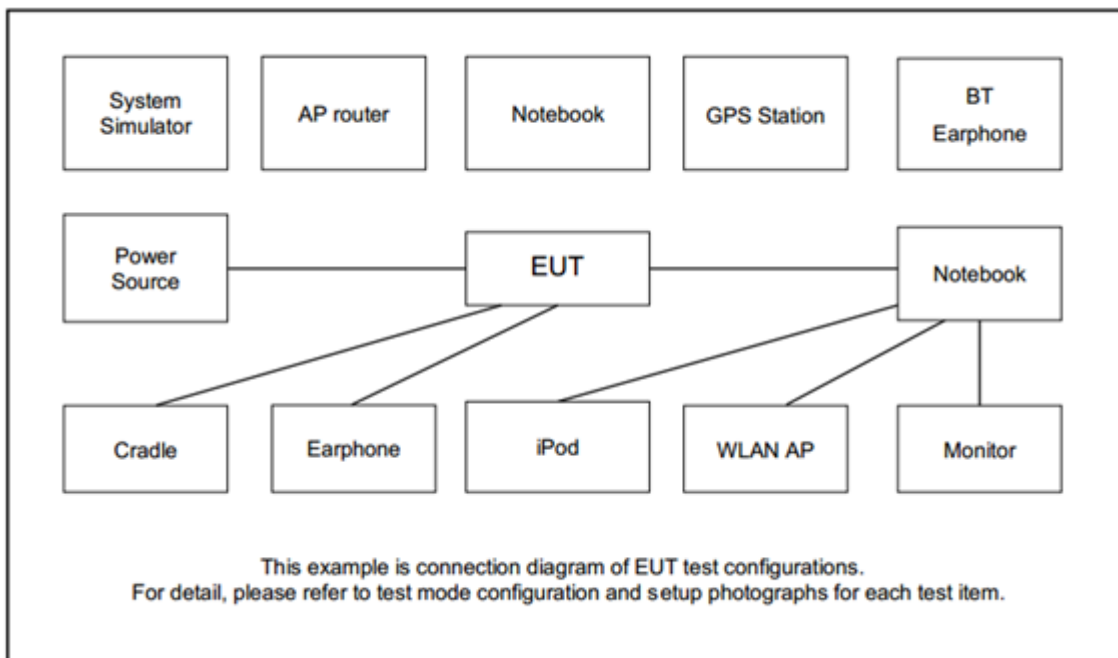 System
Simulator
AP router
Notebook
GPS Station
BT
Earphone
Power
Source
EUT
Notebook
Cradle
Earphone
iPod
WLAN AP
Monitor
This example is connection diagram of EUT test configurations.
For detail, please refer to test mode configuration and setup photographs for each test item.